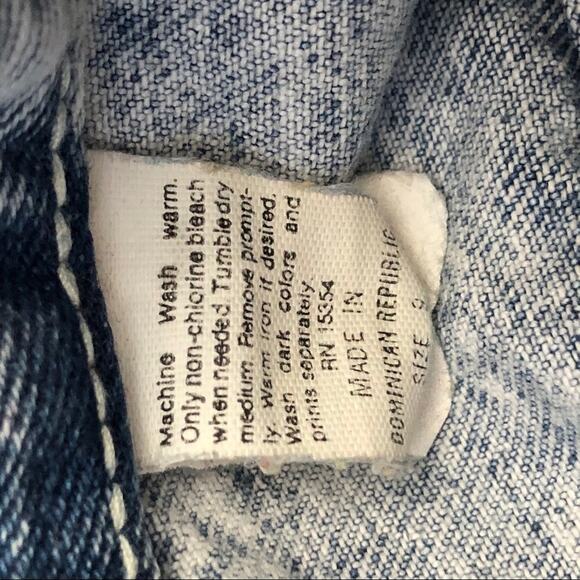 Machine Wash warm.
Only non-chlorine bleach
when needed Tumble dry
medium. Remove prompt-
ly. Warm iron if desired.
Wash dark colors and
prints separately
RN 15354
MADE IN
DOMINICAN REPUBLIC
SIZE 9